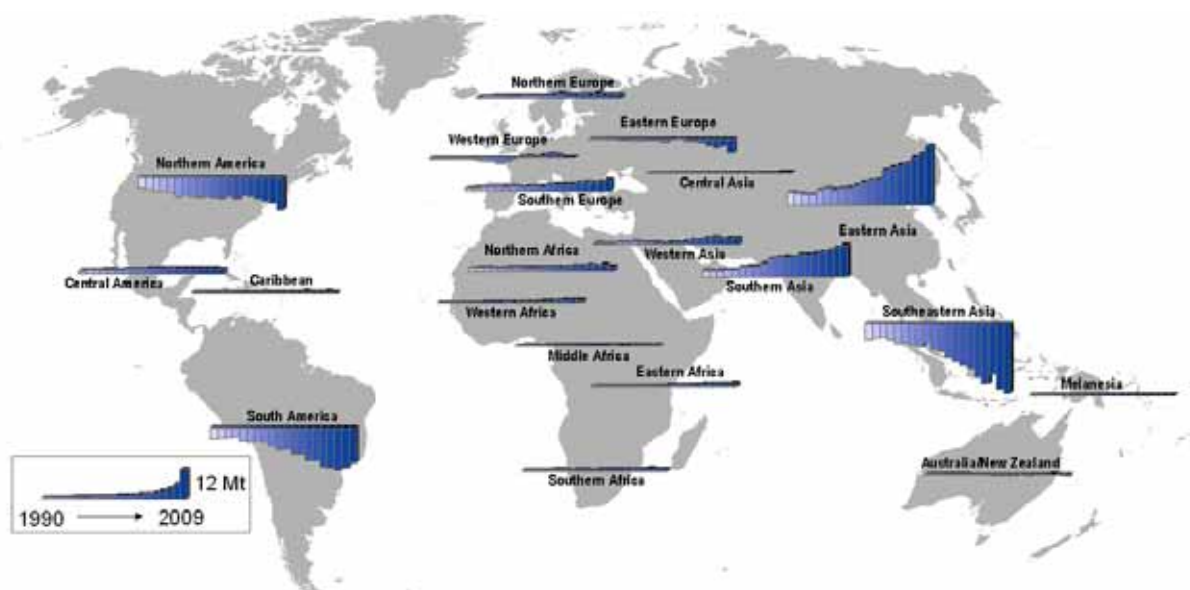 Northern Europe
Eastern Europe
Western Europe
Northern America
Central Asia
Southern Europe
Eastern Asia
Northern Africa
Western Asia
Central America
Caribbean
Southern Asia
Western Africa
Southeastern Asia
Middle Africa
Eastern Africa
Melanesia
South America
Australia/New Zealand
Southern Africa
12 Mt
1990 2009